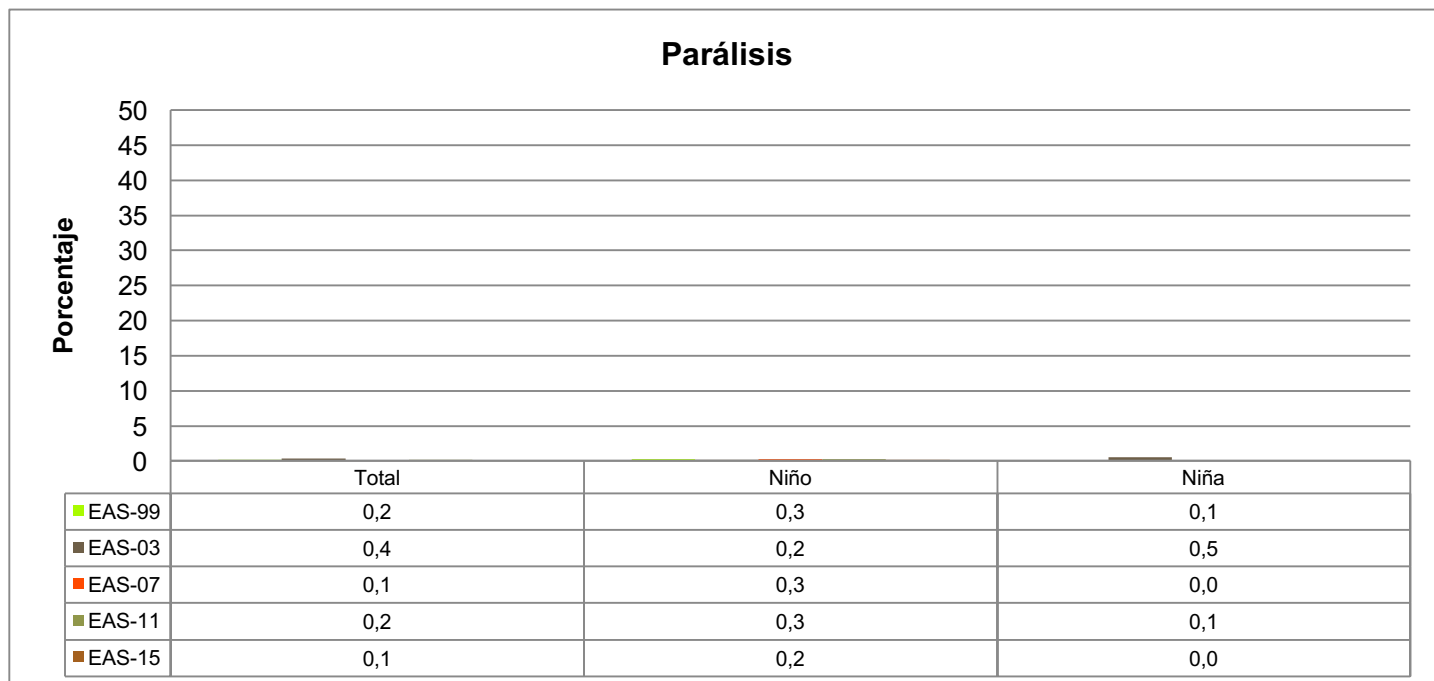 Parálisis
Porcentaje
50
45
40
35
30
25
20
15
10
5
0
Total Niño Niña
EAS-99 0,2 0,3 0,1
EAS-03 0,4 0,2 0,5
EAS-07 0,1 0,3 0,0
EAS-11 0,2 0,3 0,1
EAS-15 0,1 0,2 0,0